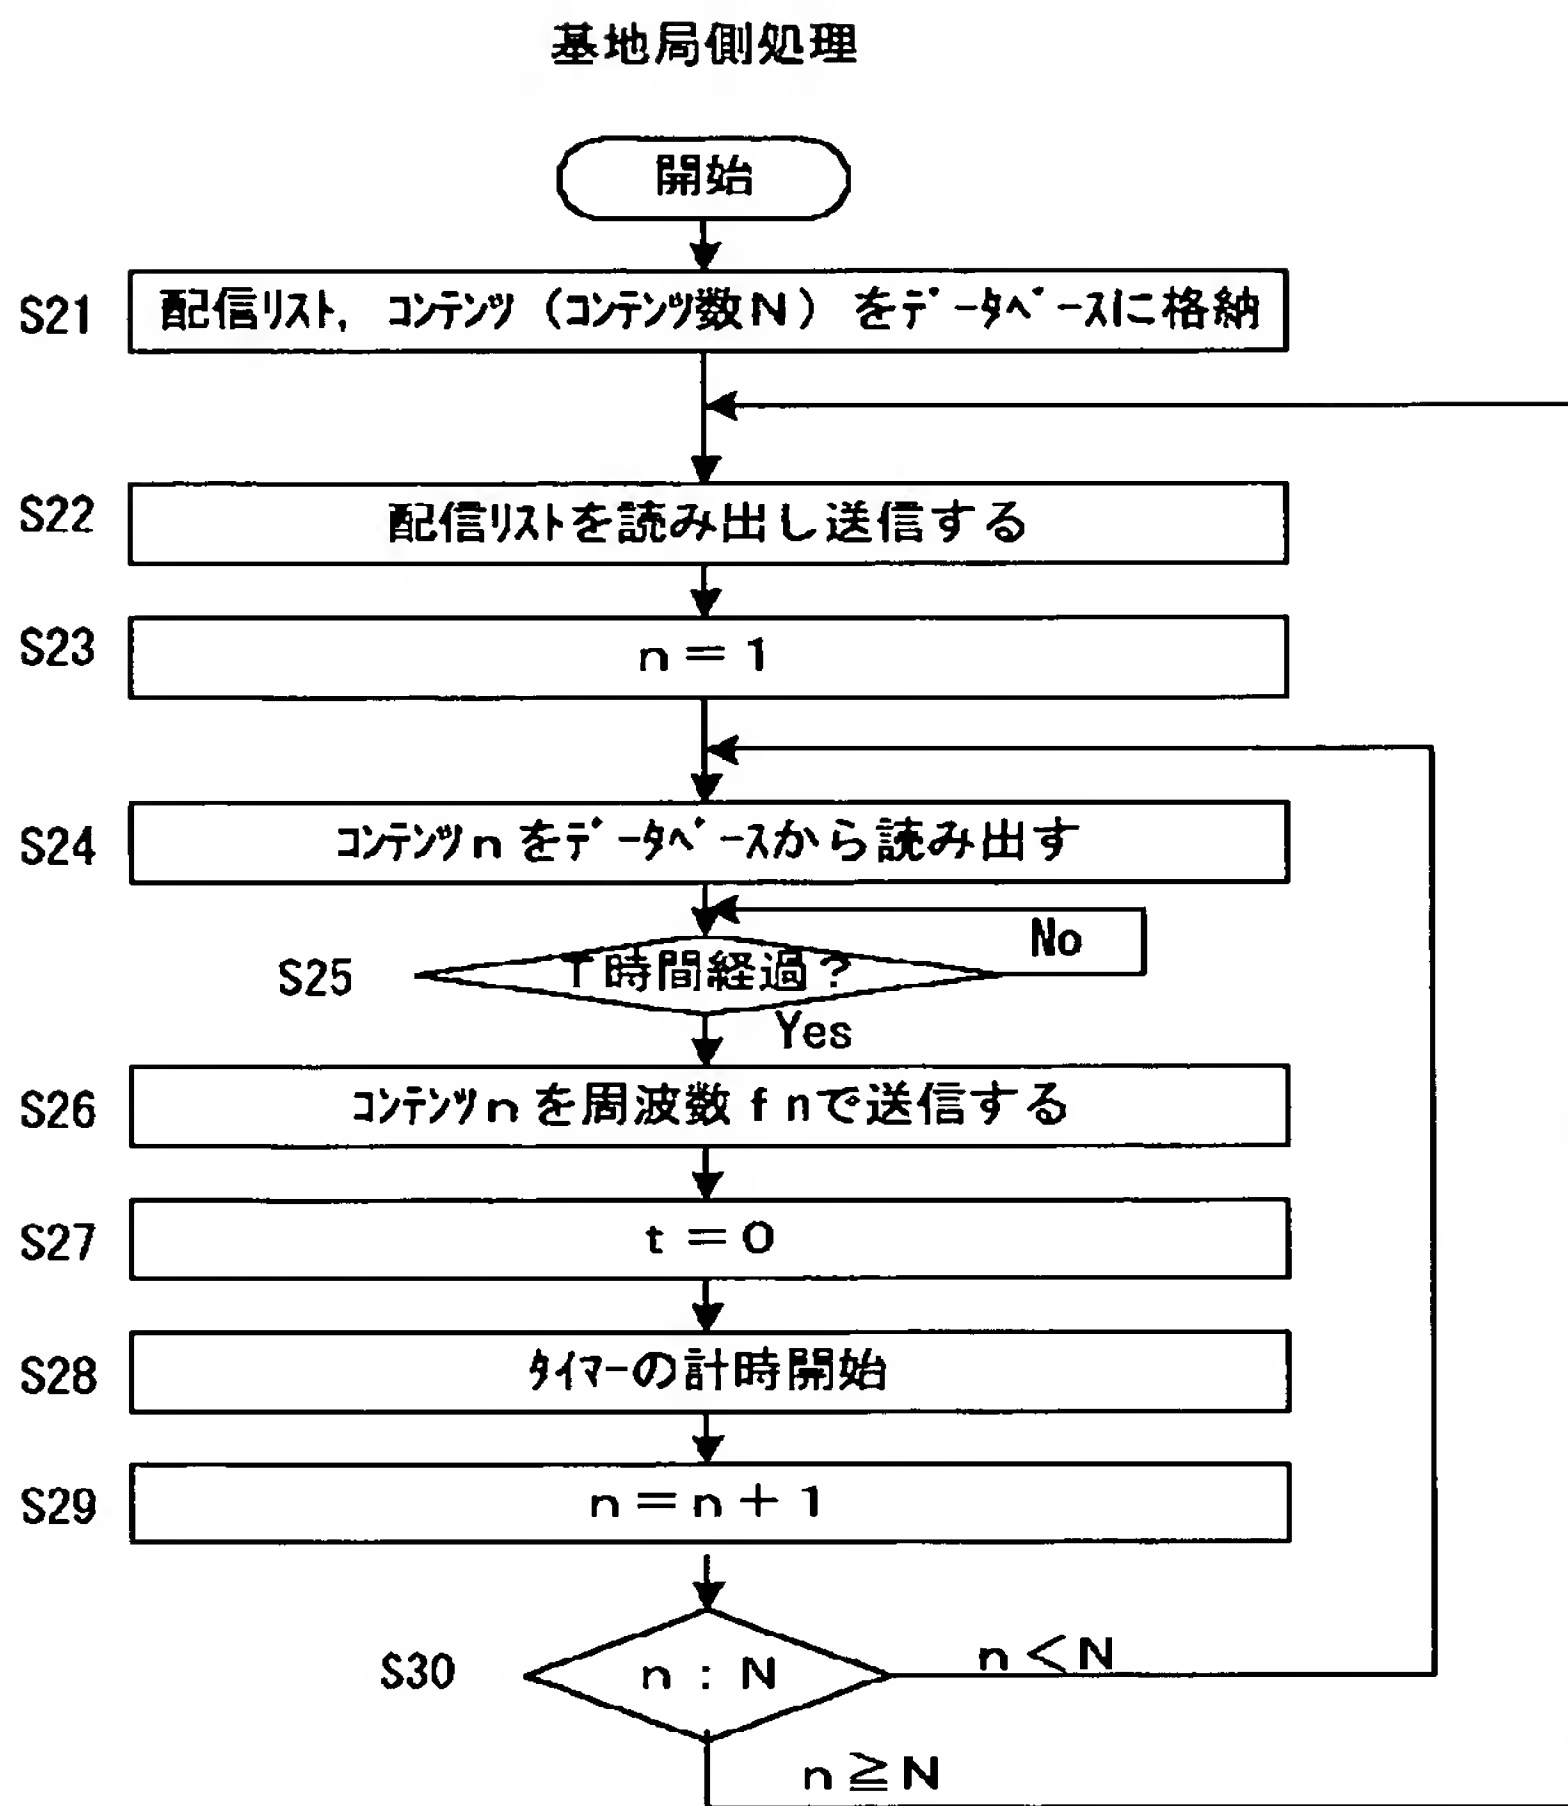 基地局側処理
開始
S21 配信リスト, コンテンツ（コンテンツ数N）をデータベースに格納
S22 配信リストを読み出し送信する
S23 n＝1
S24 コンテンツnをデータベースから読み出す
No
S25 T時間経過?
Yes
S26 コンテンツnを周波数fnで送信する
S27 t＝0
S28 タイマーの計時開始
S29 n＝n＋1
n＜N
S30 n：N
n≧N